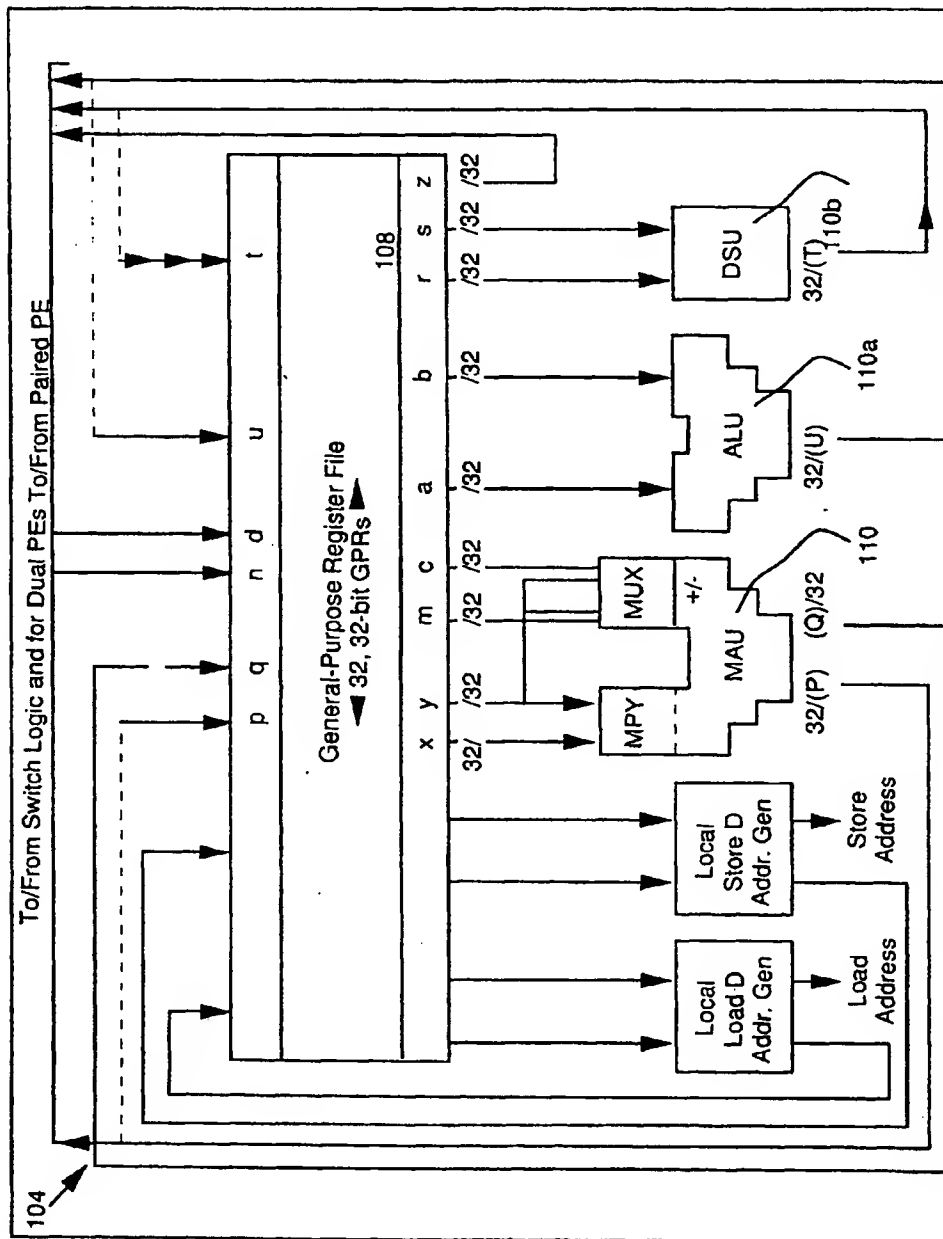 To/From Switch Logic and for Dual PEs To/From Paired PE
104
p
q
n
d
u
t
General-Purpose Register File
32, 32-bit GPRs
108
x
y
m
c
a
b
r
s
z
32/
/32
/32
/32
/32
/32
/32
/32
/32
Local
Load D
Addr. Gen
Local
Store D
Addr. Gen
MPY
MUX
+/-
MAU
ALU
DSU
Load
Address
Store
Address
32/(P)
(Q)/32
110
32/(U)
110a
32/(T)
110b